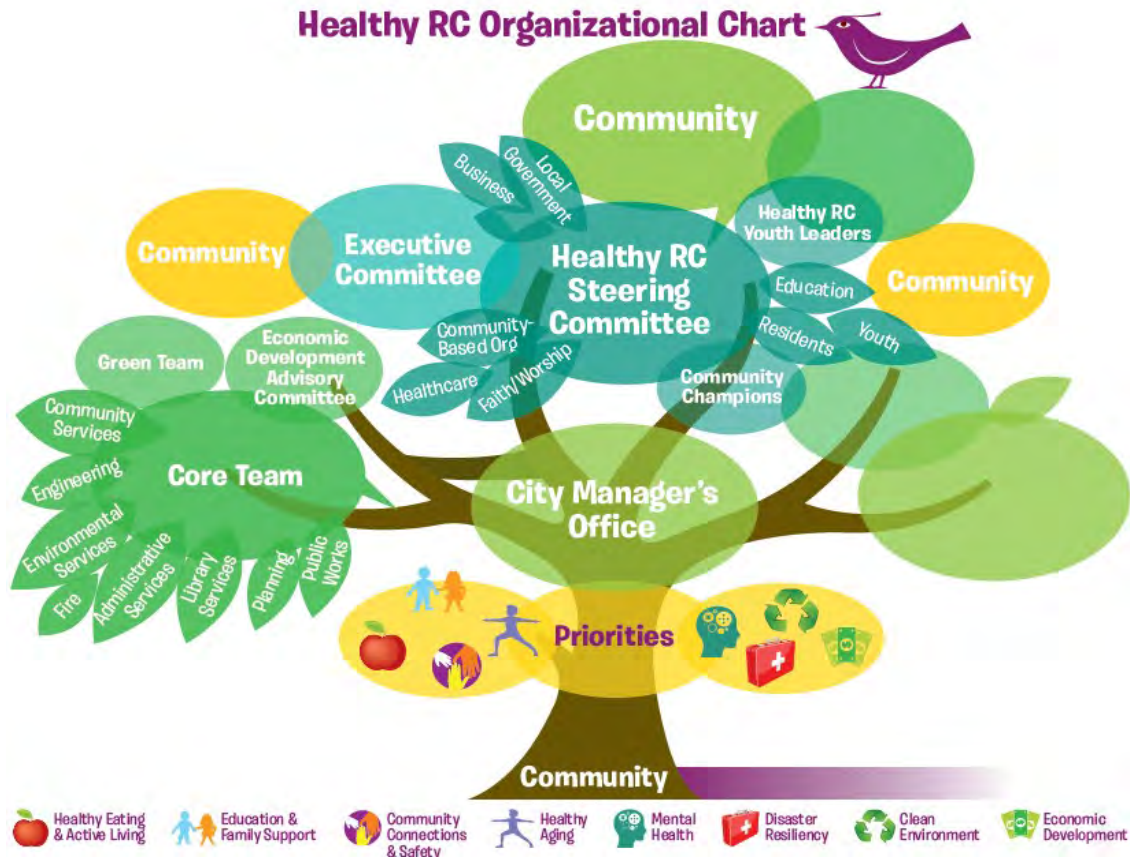 Healthy RC Organizational Chart
Community
Business
Local
Government
Healthy RC
Youth Leaders
Community
Executive
Committee
Healthy RC
Steering
Committee
Education
Community
Community-
Based Org
Residents
Youth
Healthcare
Faith/Worship
Community
Champions
Green Team
Economic
Development
Advisory
Committee
Community
Services
Core Team
Engineering
Environmental
Services
Fire
Administrative
Services
Library
Services
Planning
Public
Works
City Manager's
Office
Priorities
Community
Healthy Eating
& Active Living
Education &
Family Support
Community
Connections
& Safety
Healthy
Aging
Mental
Health
Disaster
Resiliency
Clean
Environment
Economic
Development